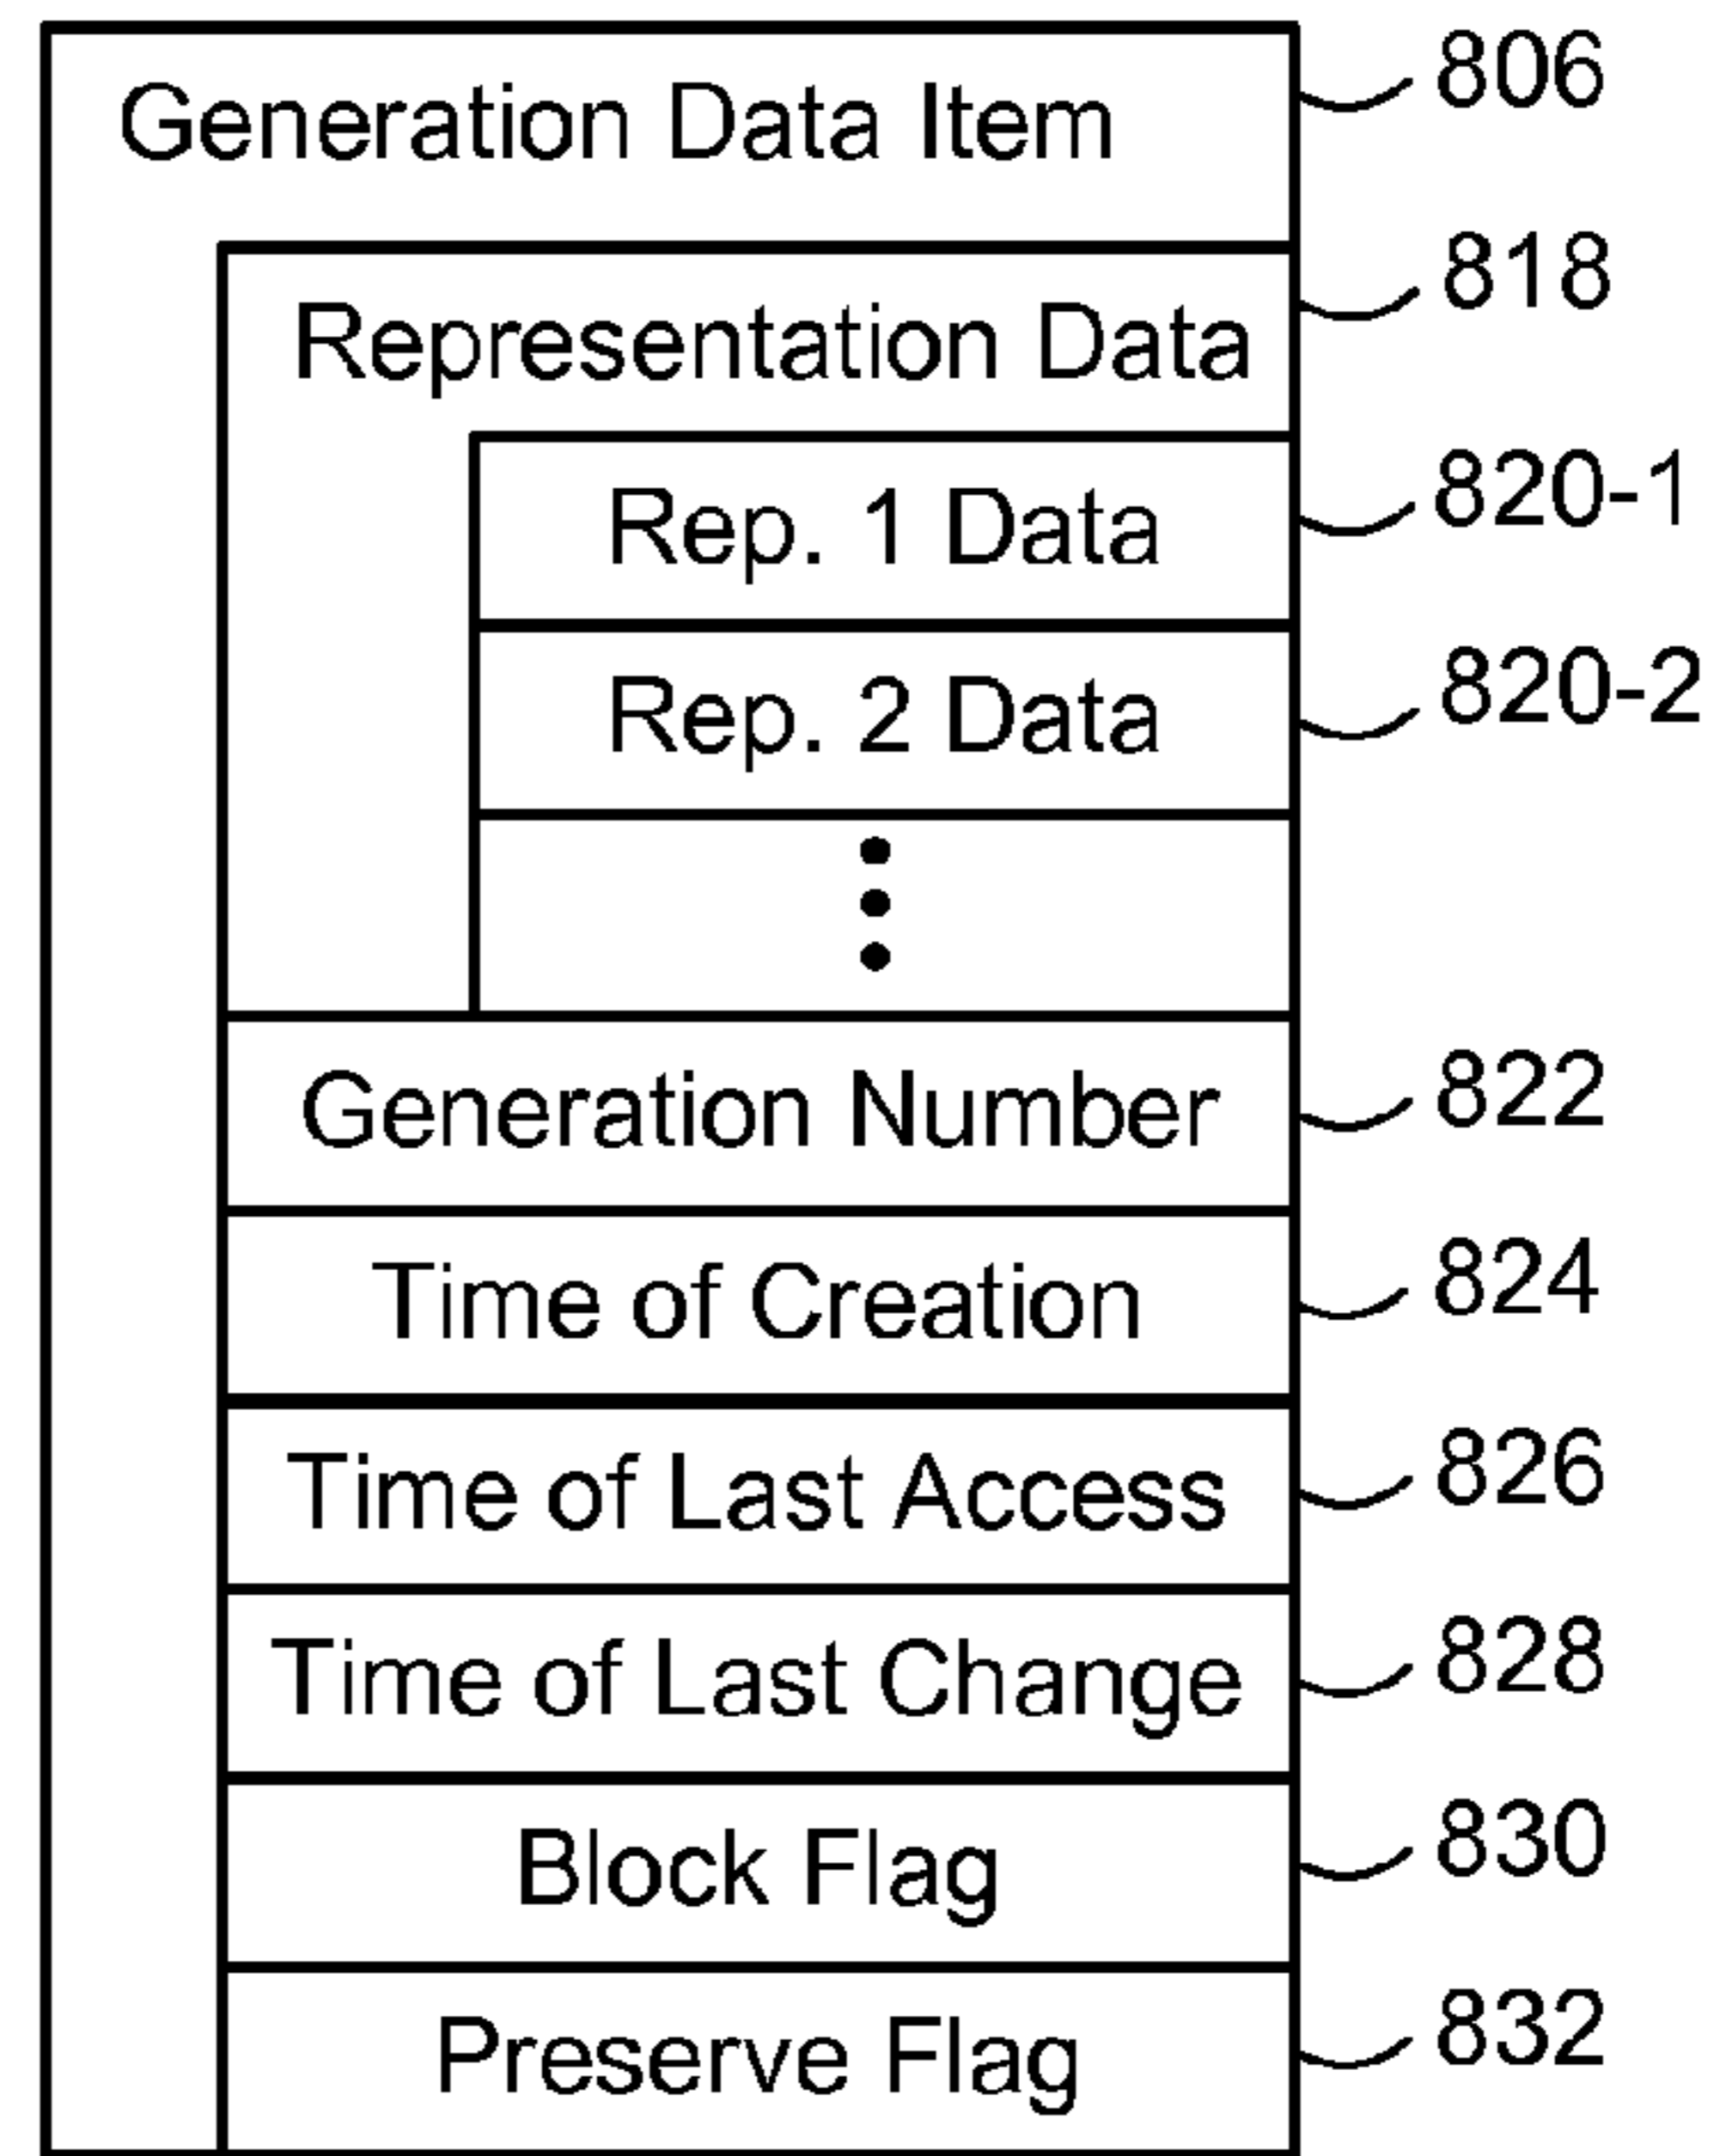 Generation Data Item 806
Representation Data 818
Rep. 1 Data 820-1
Rep. 2 Data 820-2
Generation Number 822
Time of Creation 824
Time of Last Access 826
Time of Last Change 828
Block Flag 830
Preserve Flag 832